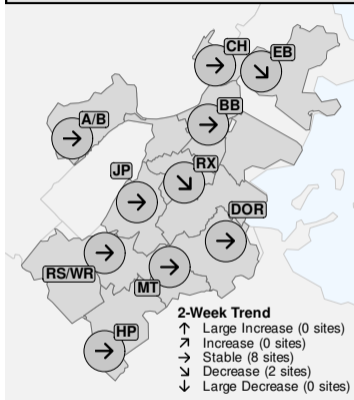 CH
EB
A/B
BB
JP
RX
DOR
RS/WR
MT
HP
2-Week Trend
↑ Large Increase (0 sites)
↗ Increase (0 sites)
→ Stable (8 sites)
↘ Decrease (2 sites)
↓ Large Decrease (0 sites)